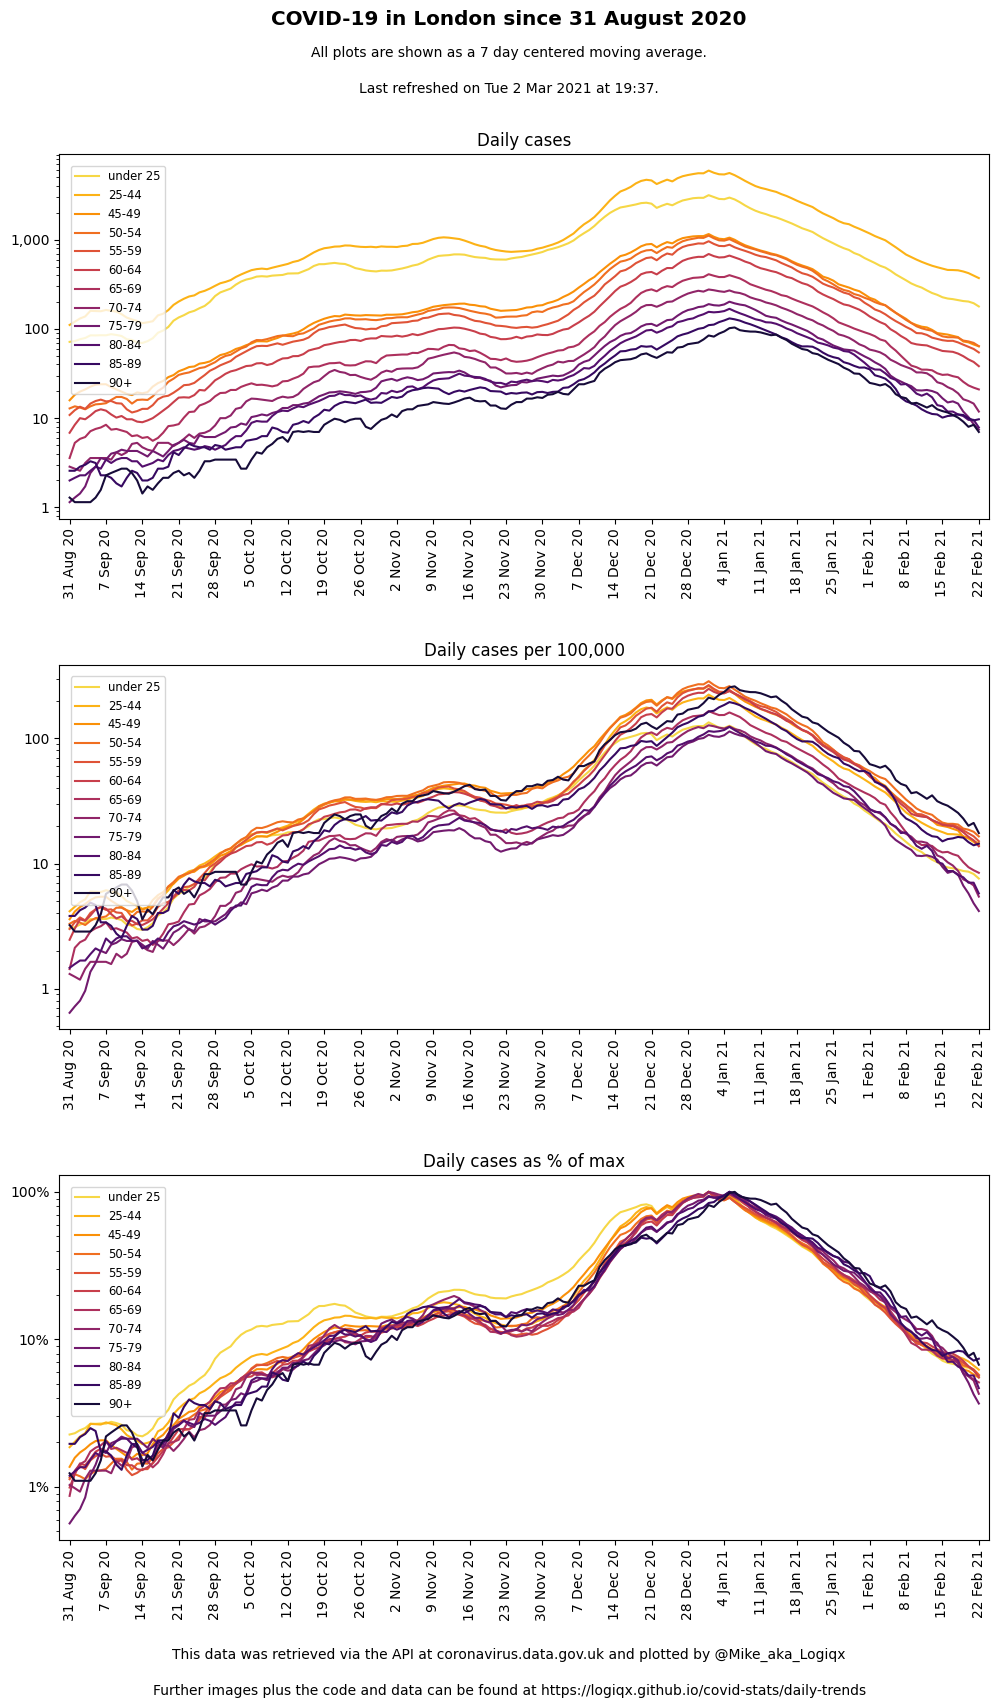 COVID-19 in London since 31 August 2020
All plots are shown as a 7 day centered moving average.
Last refreshed on Tue 2 Mar 2021 at 19:37.
Daily cases
under 25
25-44
45-49
50-54
55-59
60-64
65-69
70-74
75-79
80-84
85-89
90+
1,000
100
10
1
31 Aug 20
7 Sep 20
14 Sep 20
21 Sep 20
28 Sep 20
5 Oct 20
12 Oct 20
19 Oct 20
26 Oct 20
2 Nov 20
9 Nov 20
16 Nov 20
23 Nov 20
30 Nov 20
7 Dec 20
14 Dec 20
21 Dec 20
28 Dec 20
4 Jan 21
11 Jan 21
18 Jan 21
25 Jan 21
1 Feb 21
8 Feb 21
15 Feb 21
22 Feb 21
Daily cases per 100,000
under 25
25-44
45-49
50-54
55-59
60-64
65-69
70-74
75-79
80-84
85-89
90+
100
10
1
31 Aug 20
7 Sep 20
14 Sep 20
21 Sep 20
28 Sep 20
5 Oct 20
12 Oct 20
19 Oct 20
26 Oct 20
2 Nov 20
9 Nov 20
16 Nov 20
23 Nov 20
30 Nov 20
7 Dec 20
14 Dec 20
21 Dec 20
28 Dec 20
4 Jan 21
11 Jan 21
18 Jan 21
25 Jan 21
1 Feb 21
8 Feb 21
15 Feb 21
22 Feb 21
Daily cases as % of max
under 25
25-44
45-49
50-54
55-59
60-64
65-69
70-74
75-79
80-84
85-89
90+
100%
10%
1%
31 Aug 20
7 Sep 20
14 Sep 20
21 Sep 20
28 Sep 20
5 Oct 20
12 Oct 20
19 Oct 20
26 Oct 20
2 Nov 20
9 Nov 20
16 Nov 20
23 Nov 20
30 Nov 20
7 Dec 20
14 Dec 20
21 Dec 20
28 Dec 20
4 Jan 21
11 Jan 21
18 Jan 21
25 Jan 21
1 Feb 21
8 Feb 21
15 Feb 21
22 Feb 21
This data was retrieved via the API at coronavirus.data.gov.uk and plotted by @Mike_aka_Logiqx
Further images plus the code and data can be found at https://logiqx.github.io/covid-stats/daily-trends